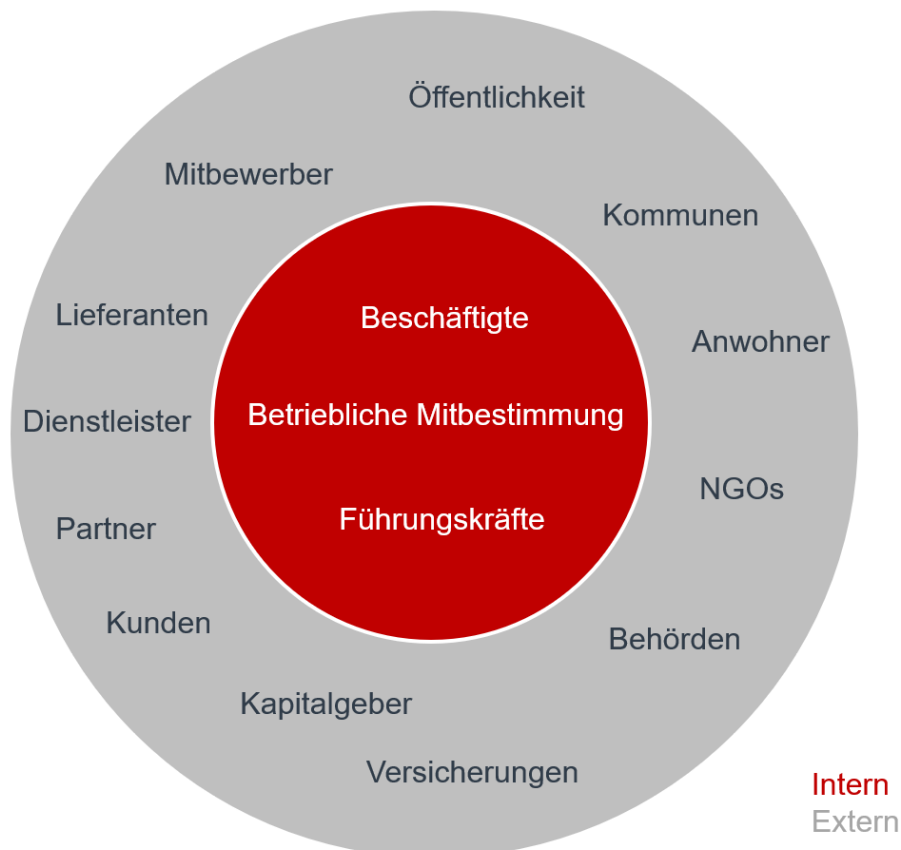 Öffentlichkeit
Mitbewerber
Kommunen
Lieferanten
Beschäftigte
Anwohner
Dienstleister
Betriebliche Mitbestimmung
NGOs
Partner
Führungskräfte
Kunden
Behörden
Kapitalgeber
Versicherungen
Intern
Extern